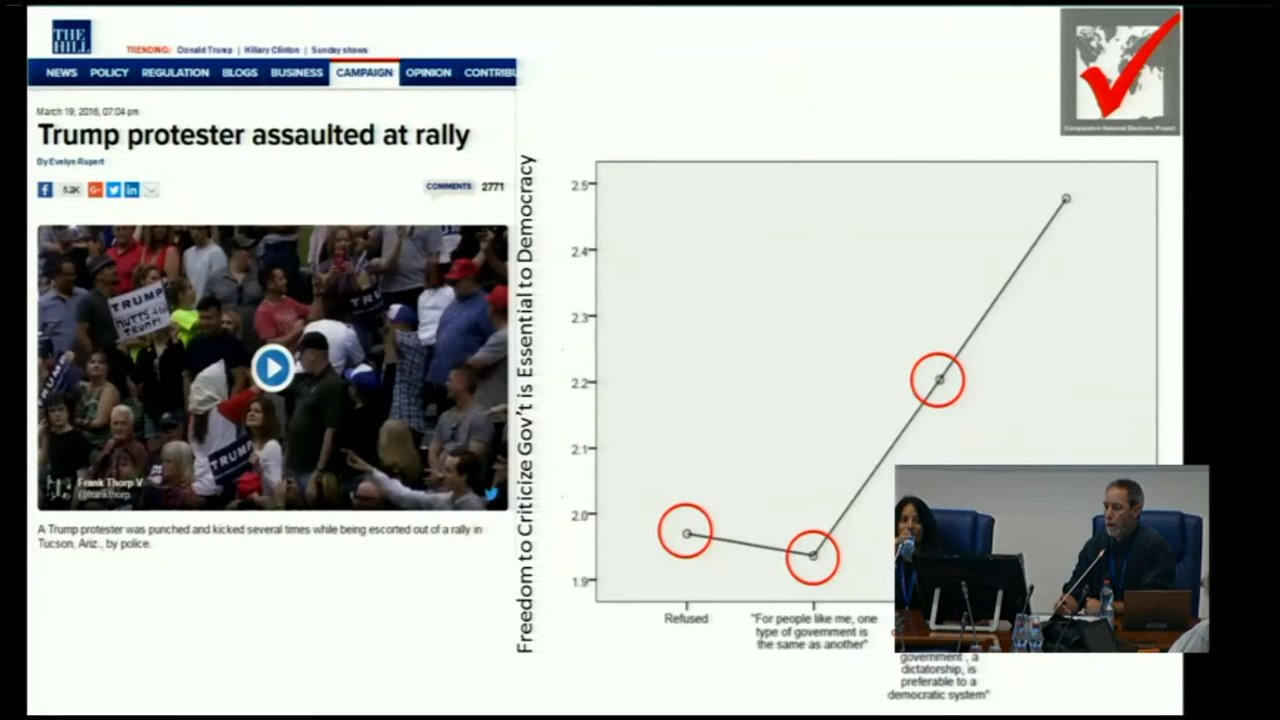 THE
HILL
TRENDING: Donald Trump | Hillary Clinton | Sunday shows
NEWS POLICY REGULATION BLOGS BUSINESS CAMPAIGN OPINION CONTRIBU
March 19, 2016, 07:04 pm
Trump protester assaulted at rally
By Evelyn Rupert
f 5.2K G+ in
COMMENTS 2771
TRUMP
TRUMP
TRUMP
TRUMP
TRUMP
Frank Thorp V
@frankthorp
A Trump protester was punched and kicked several times while being escorted out of a rally in
Tucson, Ariz., by police.
Comparative National Elections Project
Freedom to Criticize Gov't is Essential to Democracy
2.5
2.4
2.3
2.2
2.1
2.0
1.9
Refused
"For people like me, one
type of government is
the same as another"
government, a
dictatorship, is
preferable to a
democratic system"